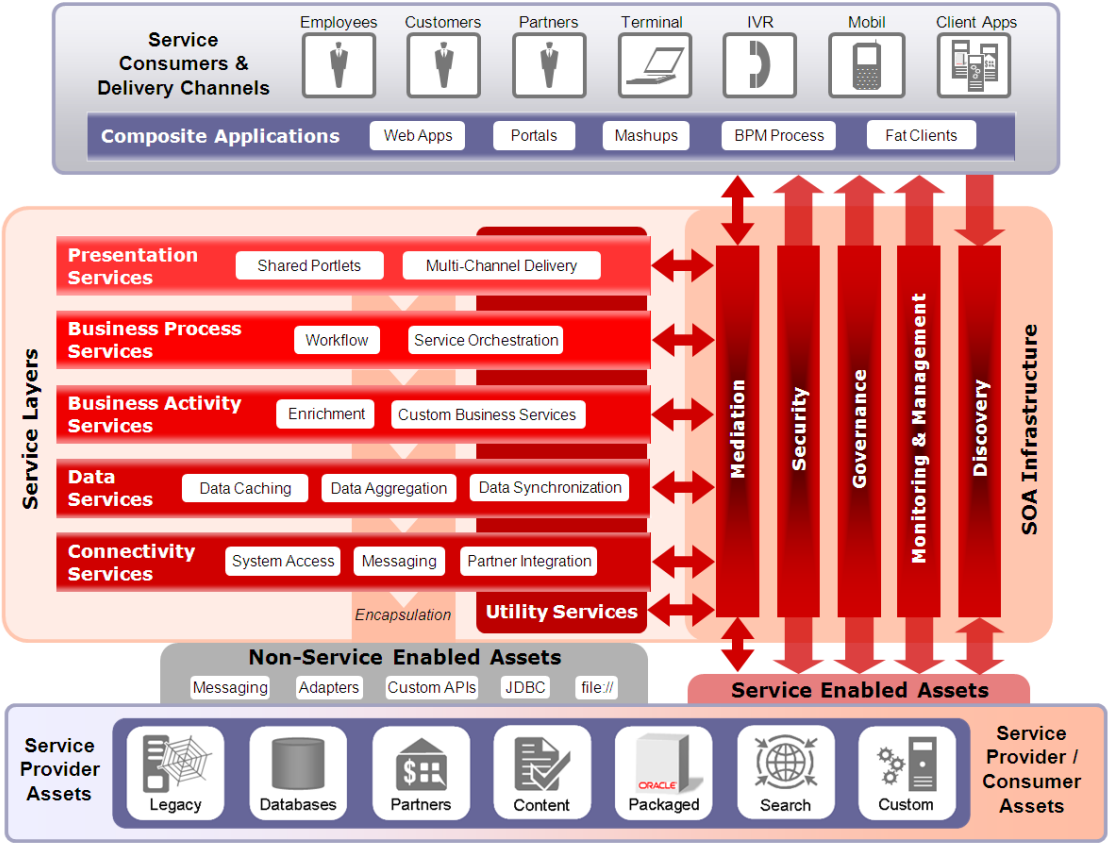 Service
Consumers &
Delivery Channels
Employees
Customers
Partners
Terminal
IVR
Mobil
Client Apps
Composite Applications
Web Apps
Portals
Mashups
BPM Process
Fat Clients
Service Layers
Presentation
Services
Shared Portlets
Multi-Channel Delivery
Business Process
Services
Workflow
Service Orchestration
Business Activity
Services
Enrichment
Custom Business Services
Data
Services
Data Caching
Data Aggregation
Data Synchronization
Connectivity
Services
System Access
Messaging
Partner Integration
Encapsulation
Utility Services
Mediation
Security
Governance
Monitoring & Management
Discovery
SOA Infrastructure
Non-Service Enabled Assets
Messaging
Adapters
Custom APIs
JDBC
file://
Service Enabled Assets
Service
Provider
Assets
Legacy
Databases
$
Partners
Content
ORACLE
Packaged
Search
Custom
Service
Provider /
Consumer
Assets